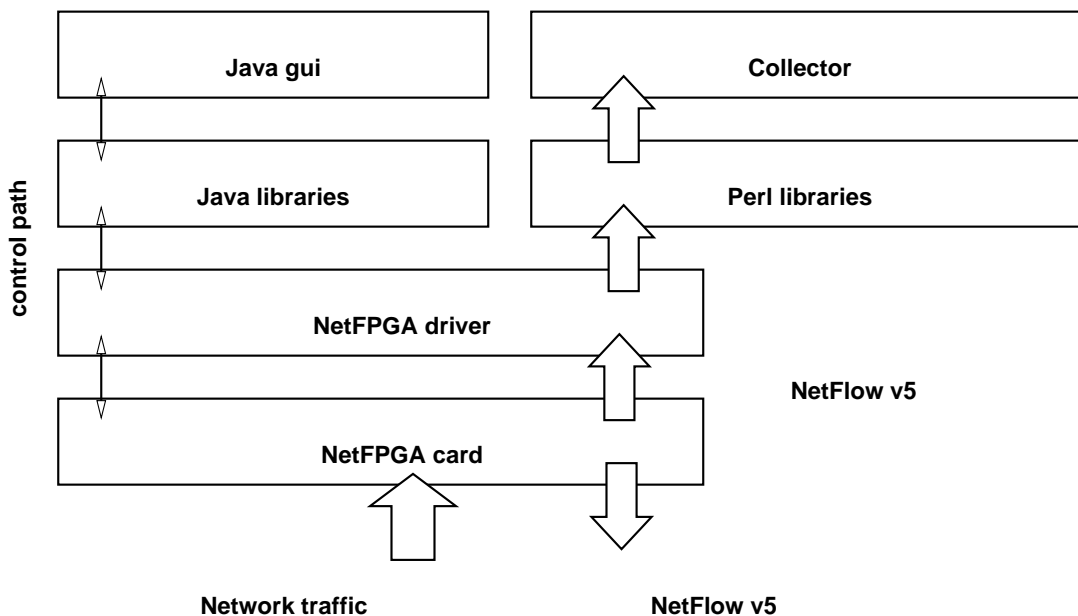 Java gui
Collector
Java libraries
Perl libraries
control path
NetFPGA driver
NetFlow v5
NetFPGA card
Network traffic
NetFlow v5